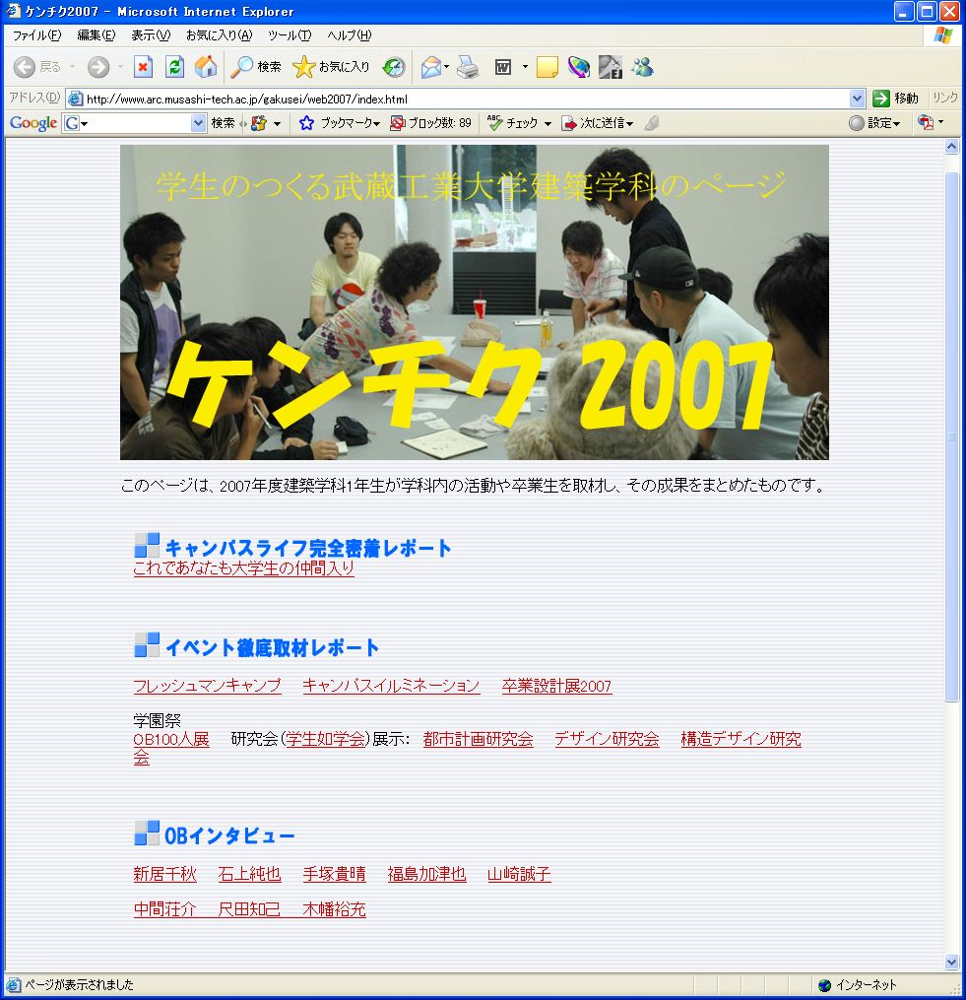 ケンチク2007 - Microsoft Internet Explorer
ファイル(F) 編集(E) 表示(V) お気に入り(A) ツール(T) ヘルプ(H)
戻る 検索 お気に入り
アドレス(D) http://www.arc.musashi-tech.ac.jp/gakusei/web2007/index.html 移動 リンク
Google G 検索 ブックマーク ブロック数: 89 ABC チェック 次に送信 設定
学生のつくる武蔵工業大学建築学科のページ
ケンチク 2007
このページは、2007年度建築学科1年生が学科内の活動や卒業生を取材し、その成果をまとめたものです。
キャンパスライフ完全密着レポート
これであなたも大学生の仲間入り
イベント徹底取材レポート
フレッシュマンキャンプ キャンパスイルミネーション 卒業設計展2007
学園祭
OB100人展 研究会(学生如学会)展示: 都市計画研究会 デザイン研究会 構造デザイン研究
会
OBインタビュー
新居千秋 石上純也 手塚貴晴 福島加津也 山崎誠子
中間荘介 尺田知己 木幡裕充
ページが表示されました インターネット